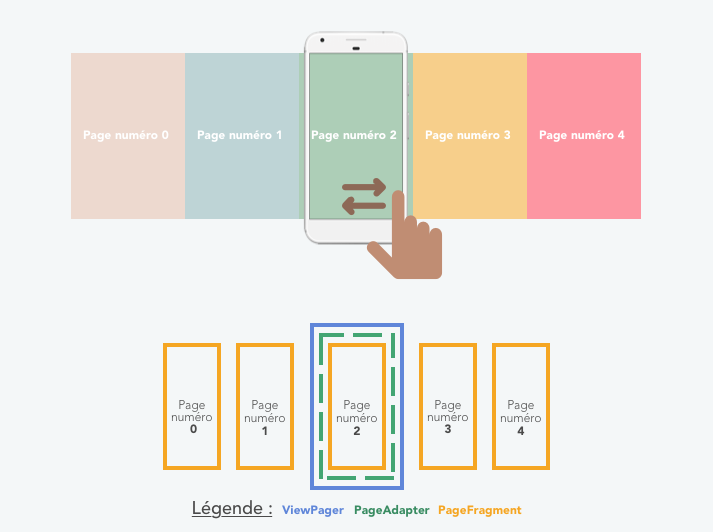 Page numéro 0
Page numéro 1
Page numéro 2
Page numéro 3
Page numéro 4
Page
numéro
0
Page
numéro
1
Page
numéro
2
Page
numéro
3
Page
numéro
4
Légende : ViewPager PageAdapter PageFragment